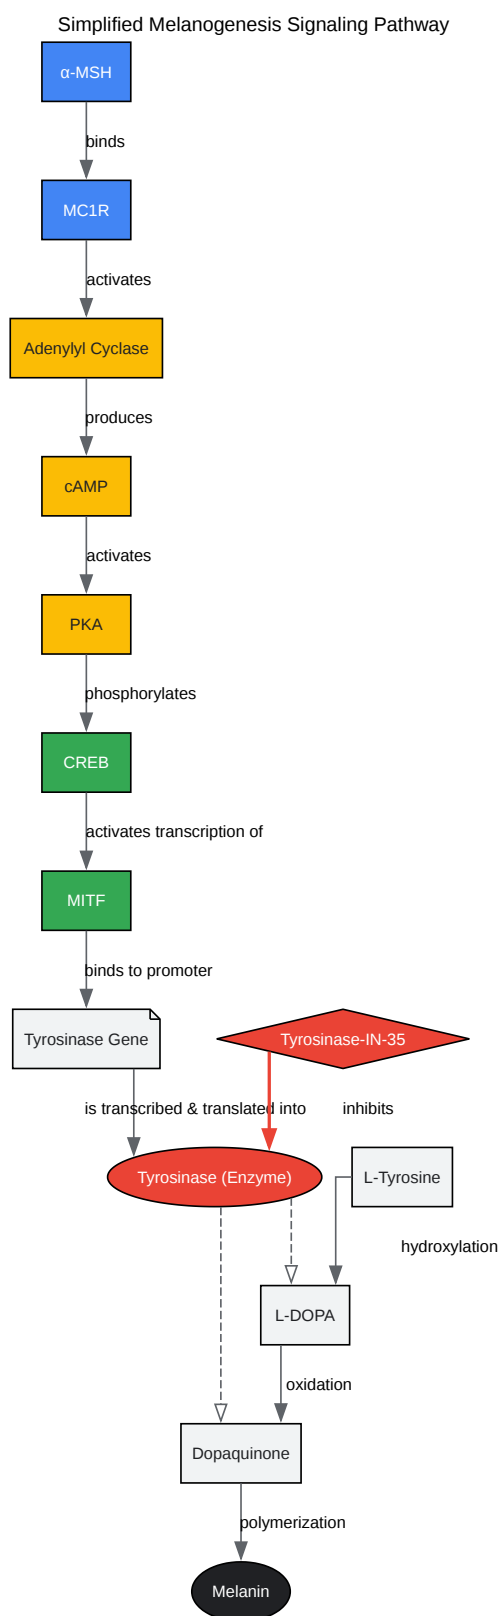 Simplified Melanogenesis Signaling Pathway
α-MSH
binds
MC1R
activates
Adenylyl Cyclase
produces
cAMP
activates
PKA
phosphorylates
CREB
activates transcription of
MITF
binds to promoter
Tyrosinase Gene
Tyrosinase-IN-35
is transcribed & translated into
inhibits
Tyrosinase (Enzyme)
L-Tyrosine
hydroxylation
L-DOPA
oxidation
Dopaquinone
polymerization
Melanin